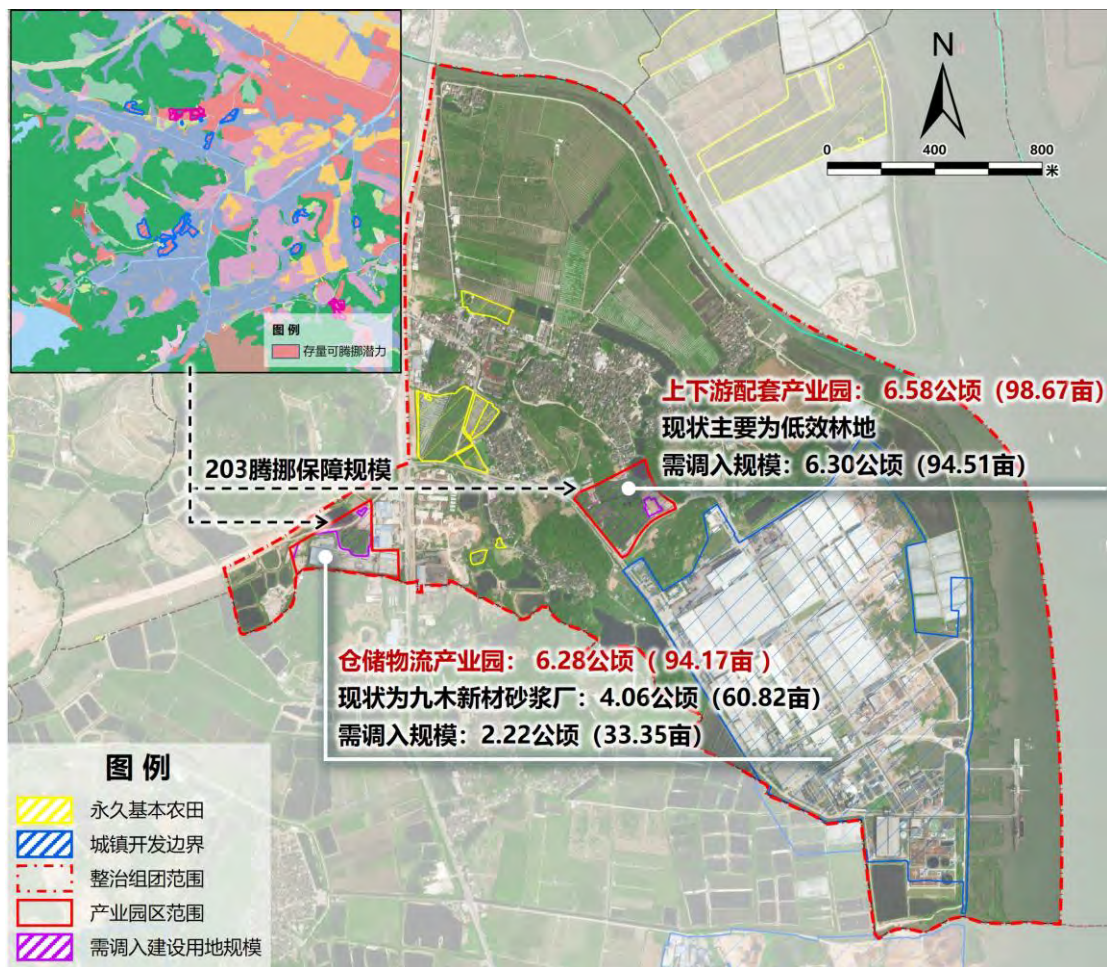 图 例
存量可腾挪潜力
N
0 400 800
米
上下游配套产业园： 6.58公顷（98.67亩）
现状主要为低效林地
需调入规模：6.30公顷（94.51亩）
203腾挪保障规模
仓储物流产业园： 6.28公顷（ 94.17亩 ）
现状为九木新材砂浆厂：4.06公顷（60.82亩）
需调入规模：2.22公顷（33.35亩）
图 例
永久基本农田
城镇开发边界
整治组团范围
产业园区范围
需调入建设用地规模